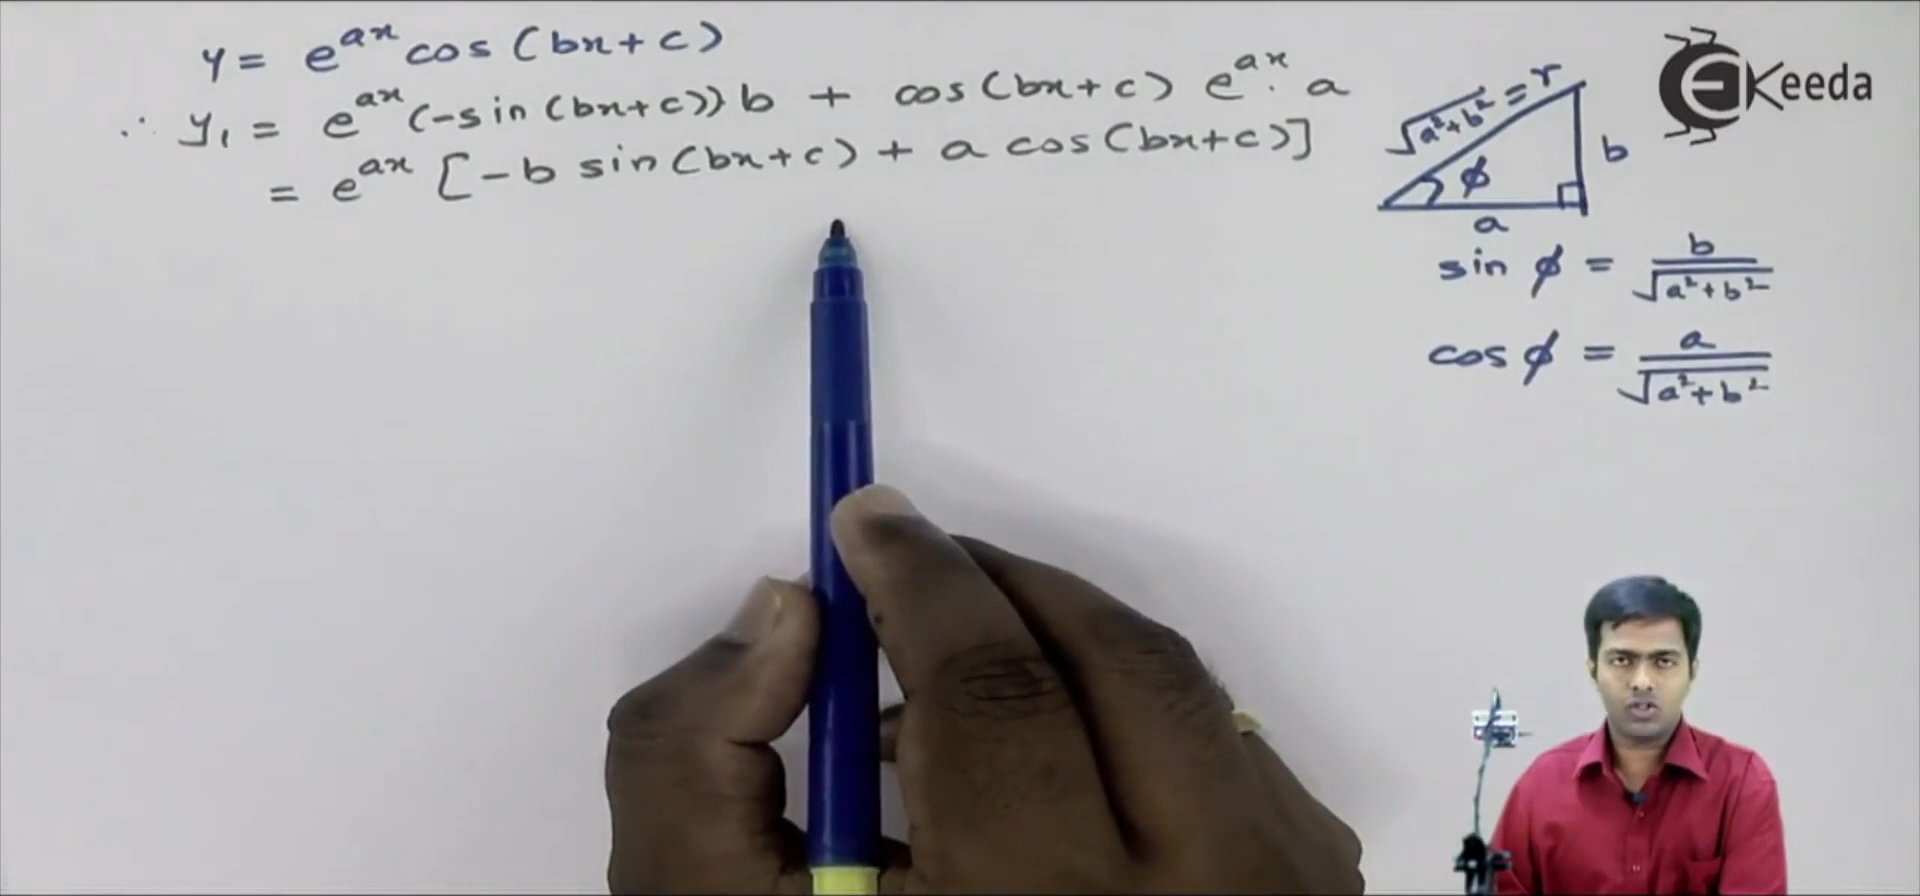 y = e^{ax} cos (bx+c)
∴ y₁ = e^{ax} (-sin (bx+c)) b + cos (bx+c) e^{ax} · a
= e^{ax} [-b sin (bx+c) + a cos (bx+c)]
√a²+b² = r
b
φ
a
sin φ = b/√a²+b²
cos φ = a/√a²+b²
EKeeda